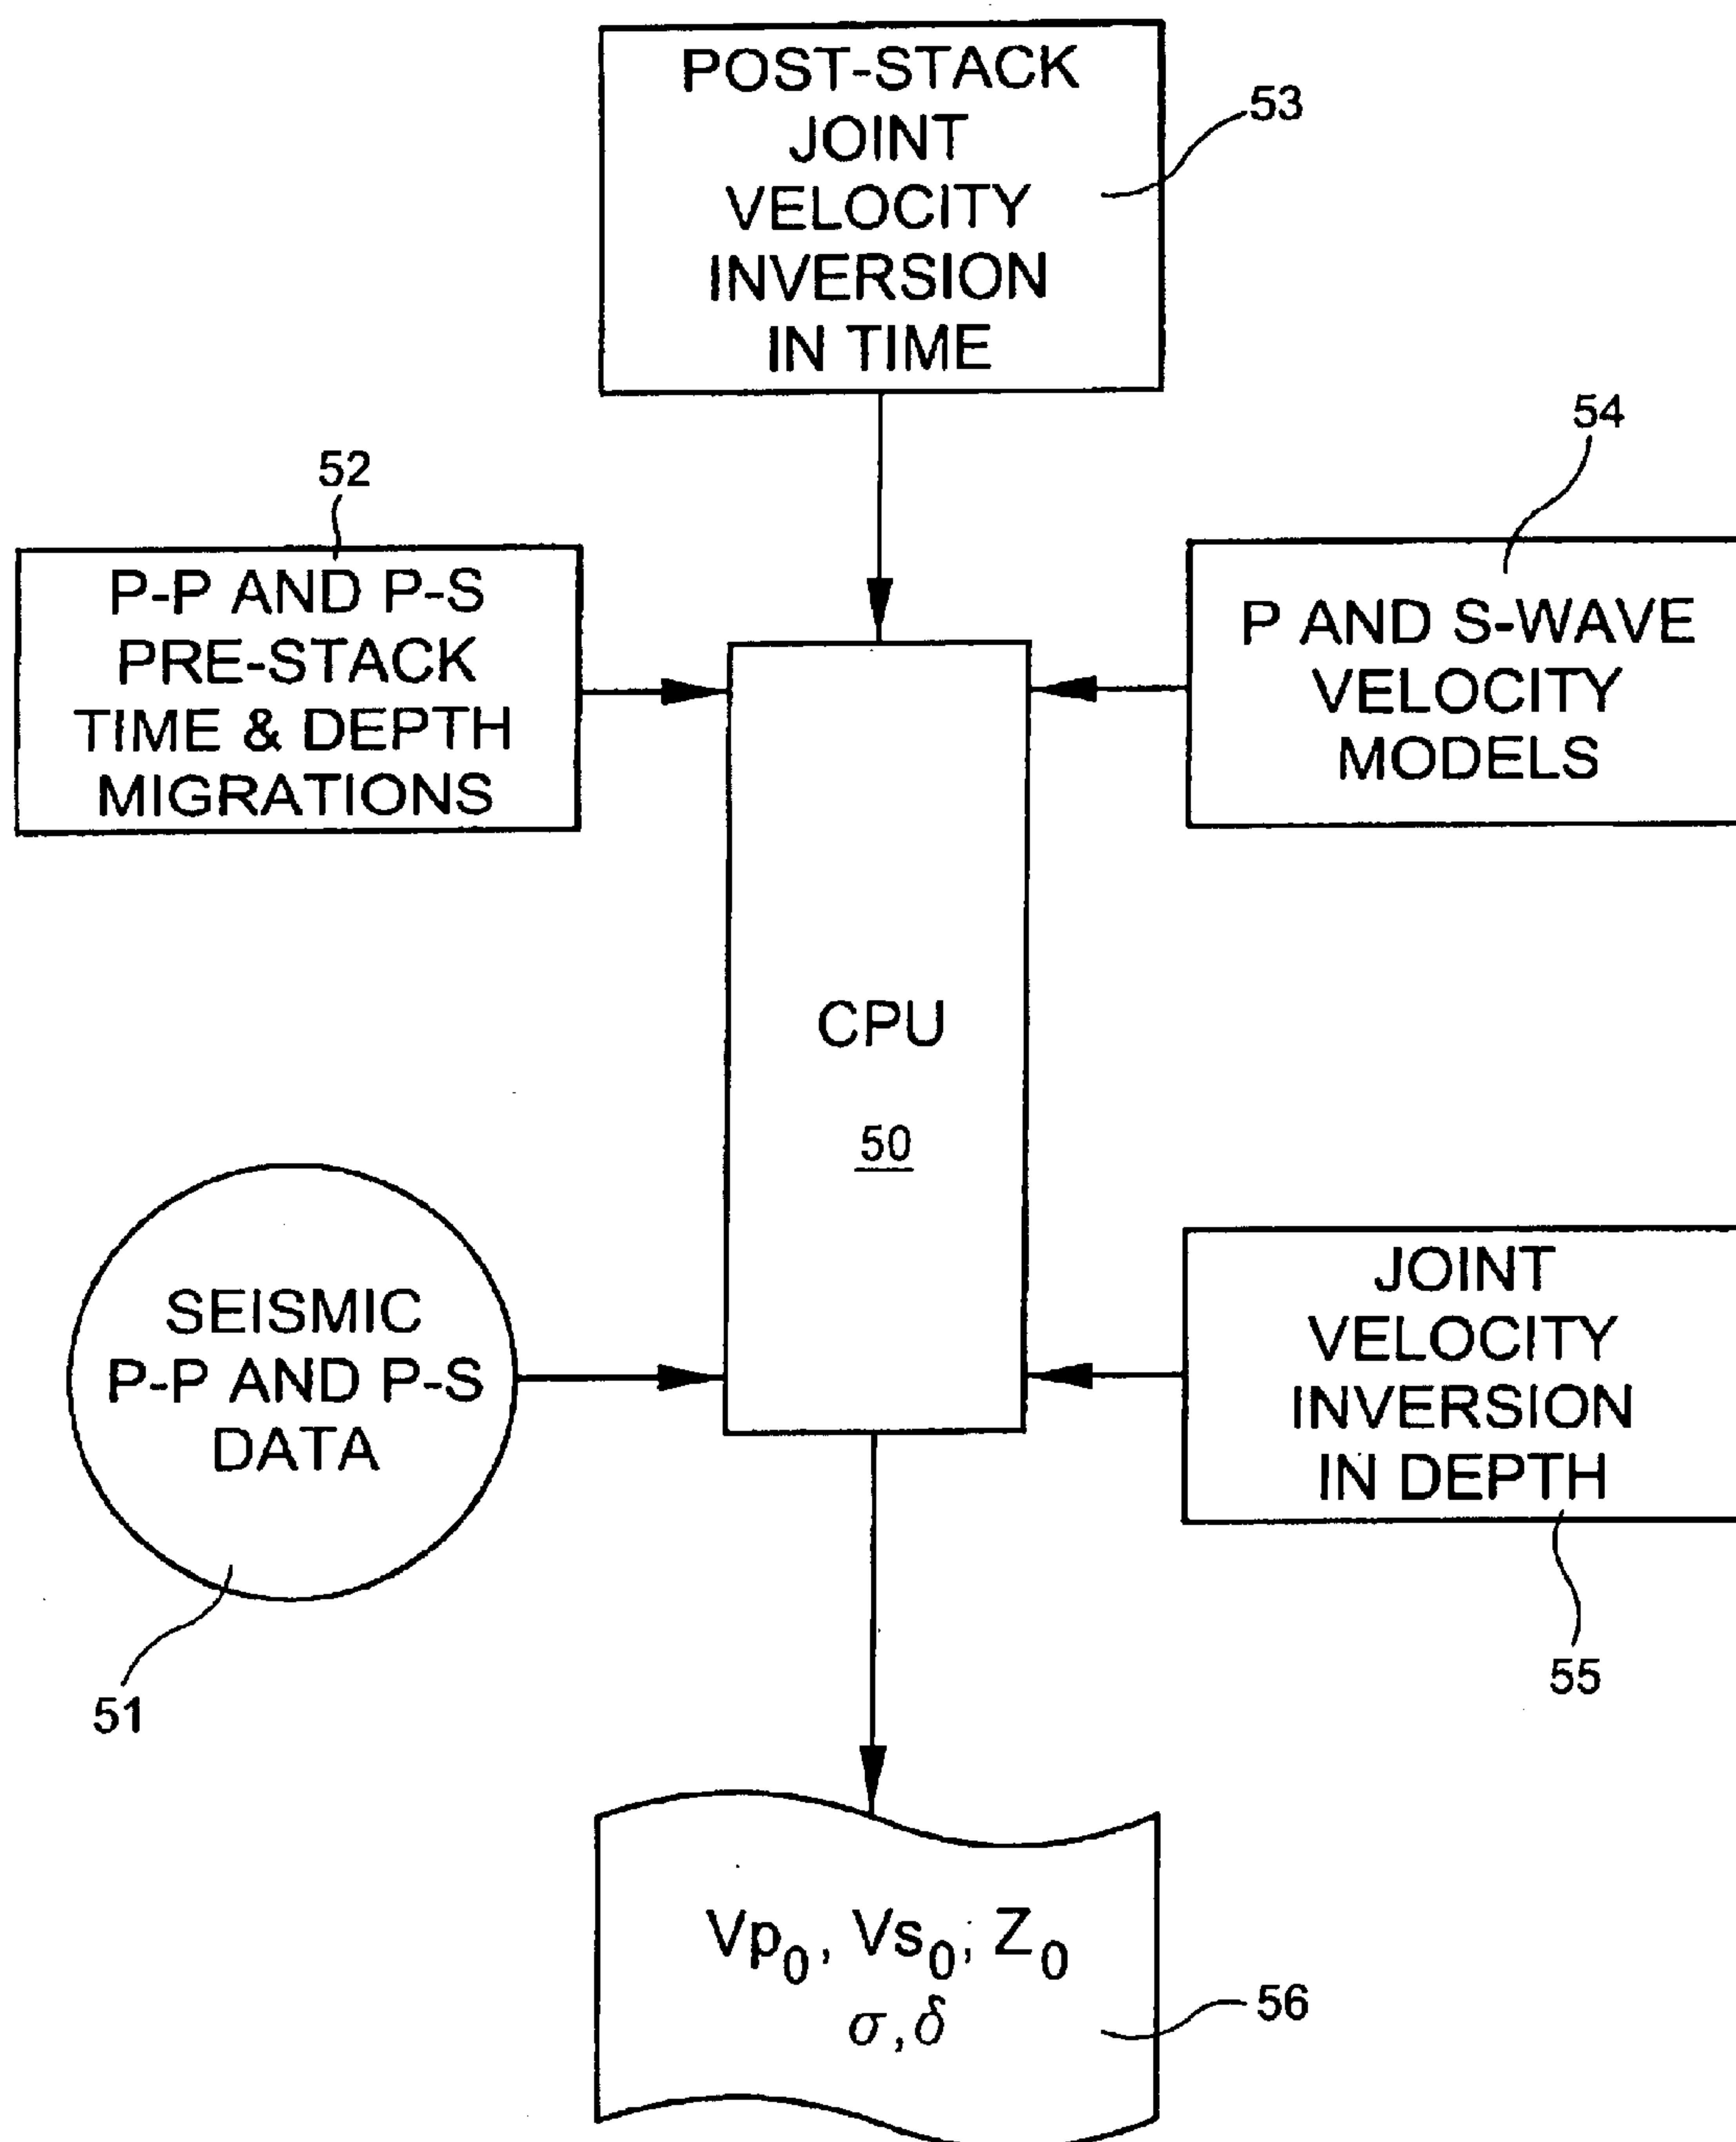 POST-STACK
JOINT
VELOCITY
INVERSION
IN TIME
53
54
52
P-P AND P-S
PRE-STACK
TIME & DEPTH
MIGRATIONS
P AND S-WAVE
VELOCITY
MODELS
CPU
50
SEISMIC
P-P AND P-S
DATA
51
JOINT
VELOCITY
INVERSION
IN DEPTH
55
Vp₀, Vs₀, Z₀
σ, δ
56